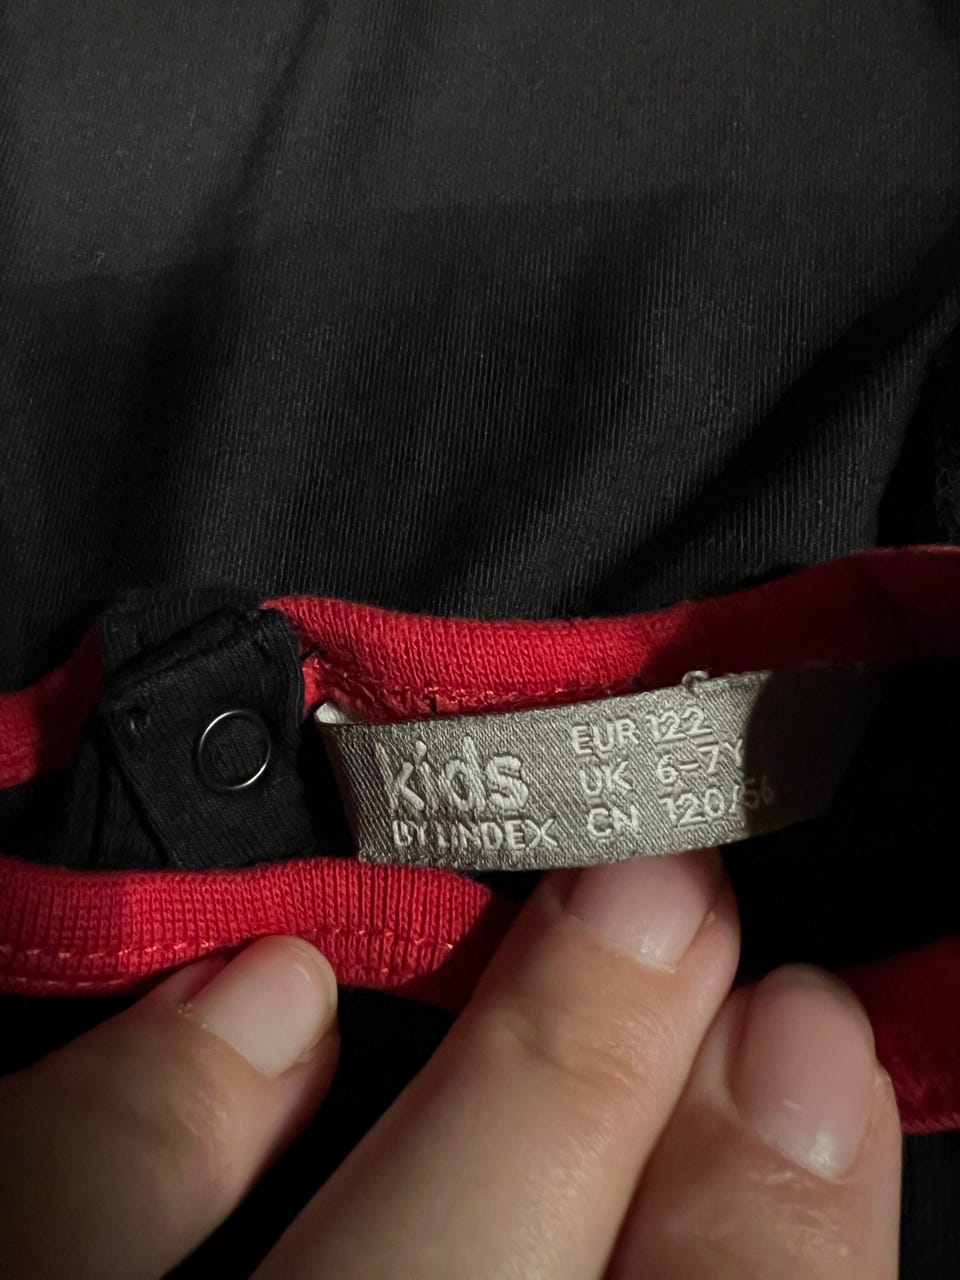 kids
BY LINDEX
EUR 122
UK 6-7Y
CN 120/56